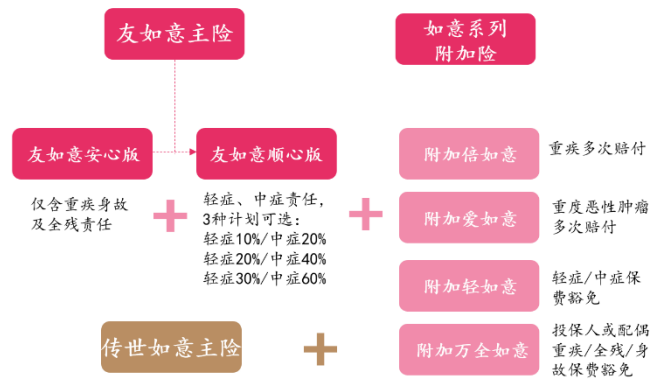 友如意主险
如意系列
附加险
友如意安心版
友如意顺心版
仅含重疾身故
及全残责任
轻症、中症责任，
3种计划可选：
轻症10%/中症20%
轻症20%/中症40%
轻症30%/中症60%
附加倍如意
重疾多次赔付
附加爱如意
重度恶性肿瘤
多次赔付
附加轻如意
轻症/中症保
费豁免
传世如意主险
附加万全如意
投保人或配偶
重疾/全残/身
故保费豁免